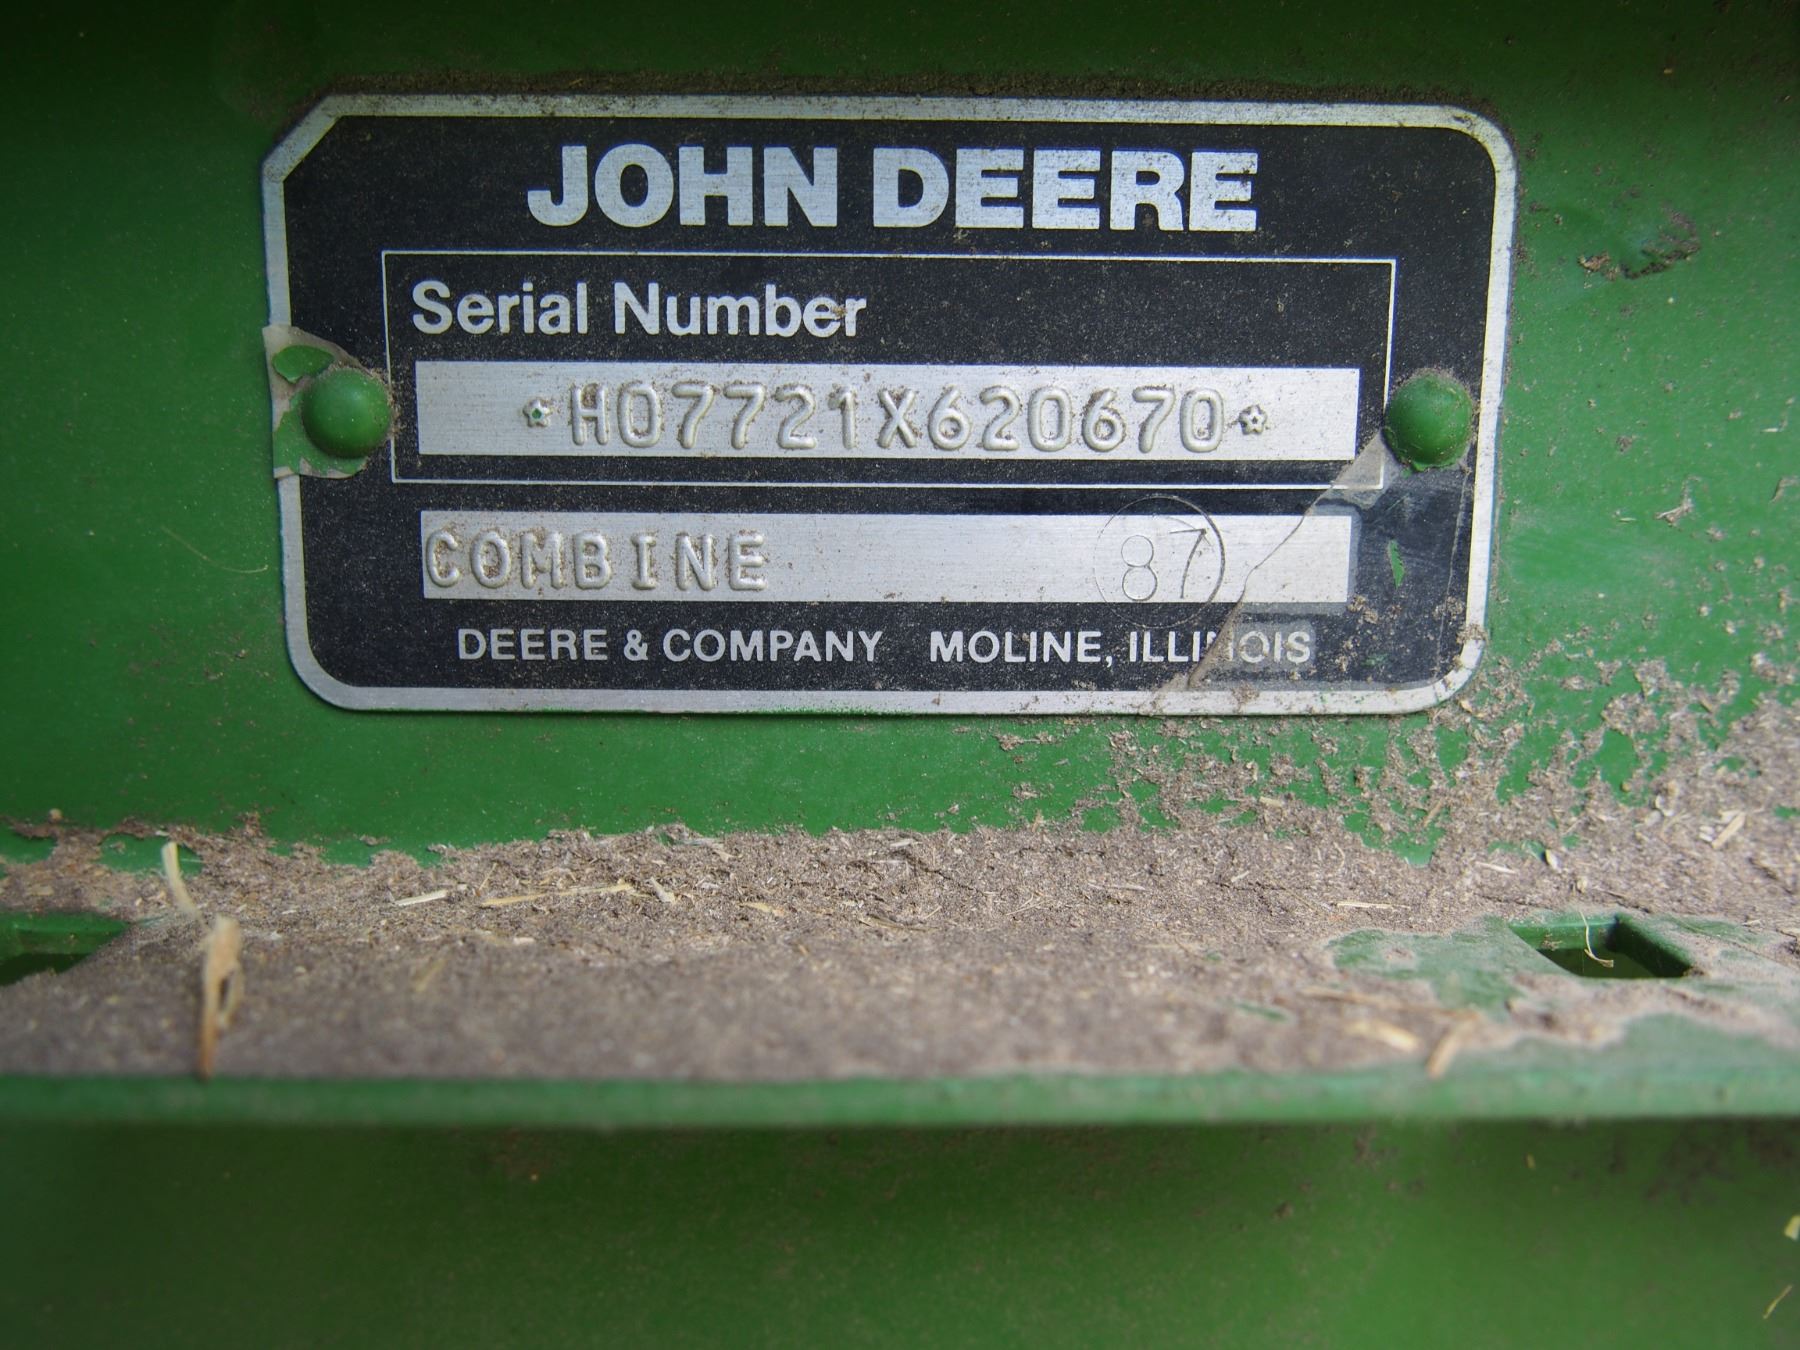 JOHN DEERE
Serial Number
*H07721X620670*
COMBINE 87
DEERE & COMPANY MOLINE, ILLINOIS